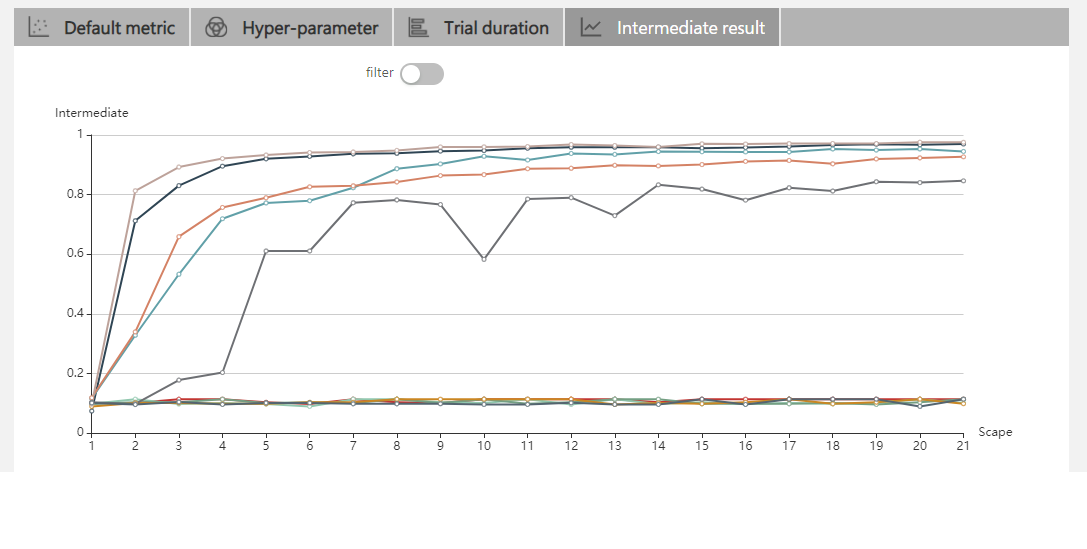 Default metric Hyper-parameter Trial duration Intermediate result
filter
Intermediate
1
0.8
0.6
0.4
0.2
0
1 2 3 4 5 6 7 8 9 10 11 12 13 14 15 16 17 18 19 20 21
Scape